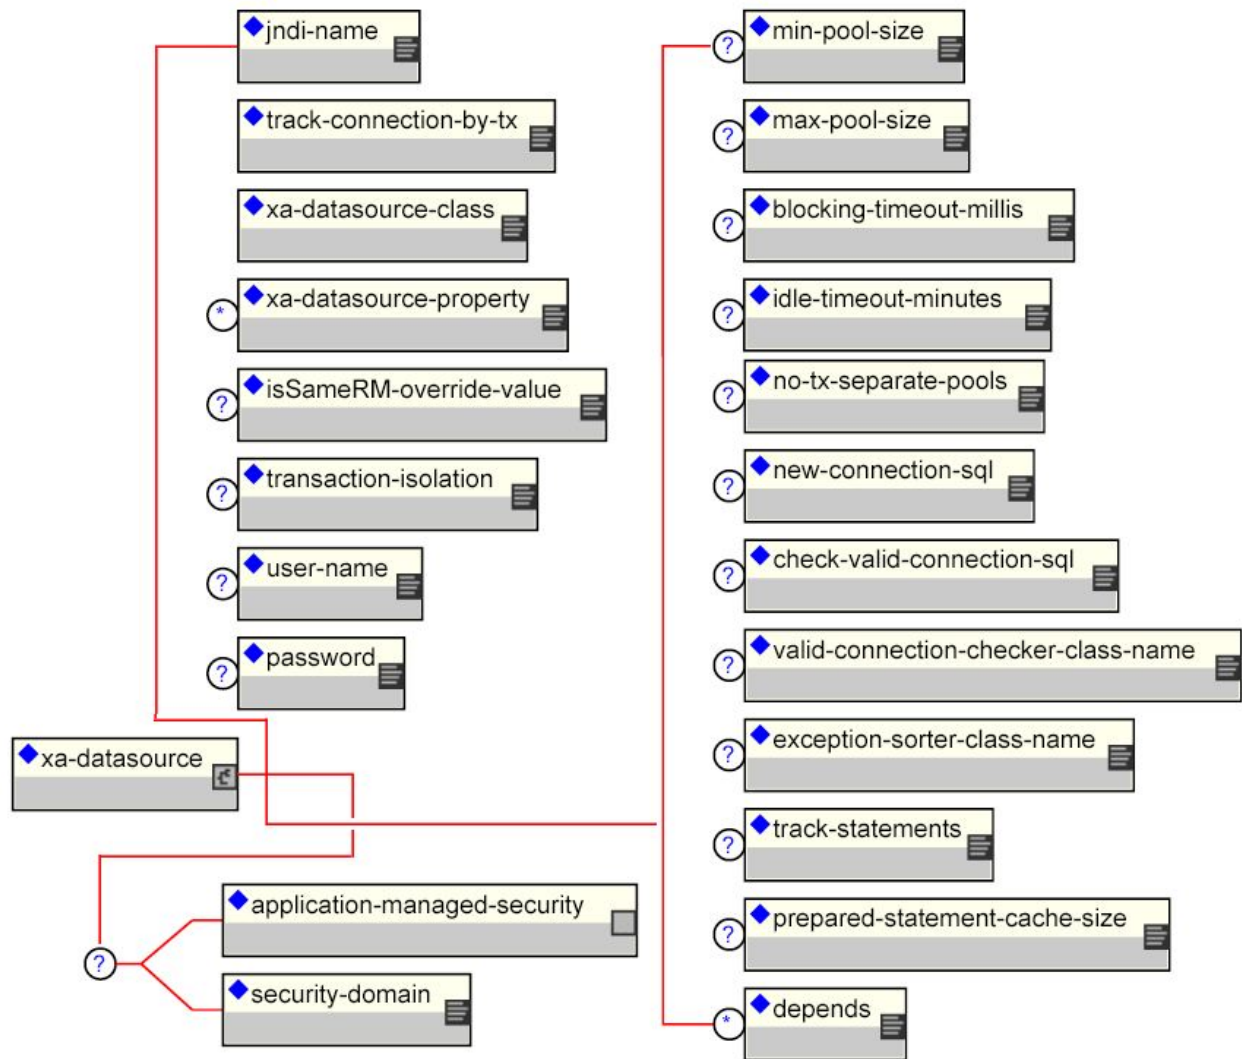 jndi-name
track-connection-by-tx
xa-datasource-class
*
xa-datasource-property
?
isSameRM-override-value
?
transaction-isolation
?
user-name
?
password
xa-datasource
?
application-managed-security
security-domain
?
min-pool-size
?
max-pool-size
?
blocking-timeout-millis
?
idle-timeout-minutes
?
no-tx-separate-pools
?
new-connection-sql
?
check-valid-connection-sql
?
valid-connection-checker-class-name
?
exception-sorter-class-name
?
track-statements
?
prepared-statement-cache-size
*
depends